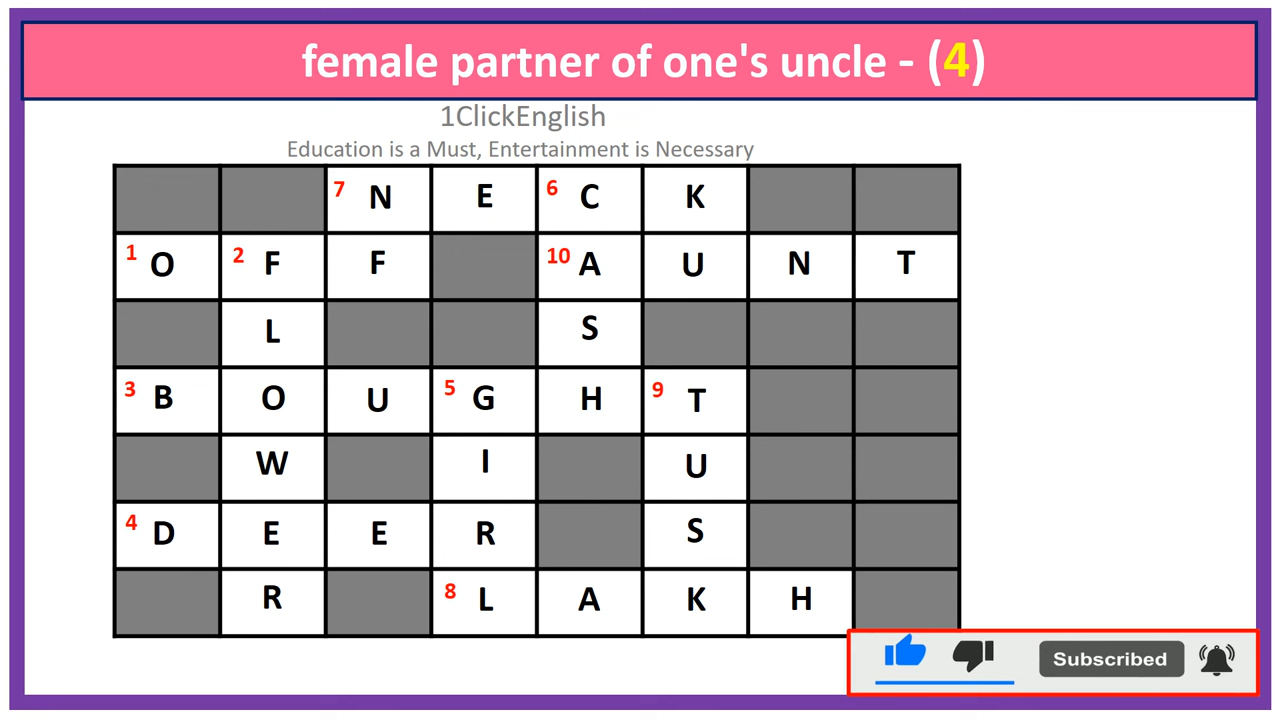 female partner of one's uncle - (4)
1ClickEnglish
Education is a Must, Entertainment is Necessary
7 N E 6 C K
1 O 2 F F 10 A U N T
L S
3 B O U 5 G H 9 T
W I U
4 D E E R S
R 8 L A K H
Subscribed